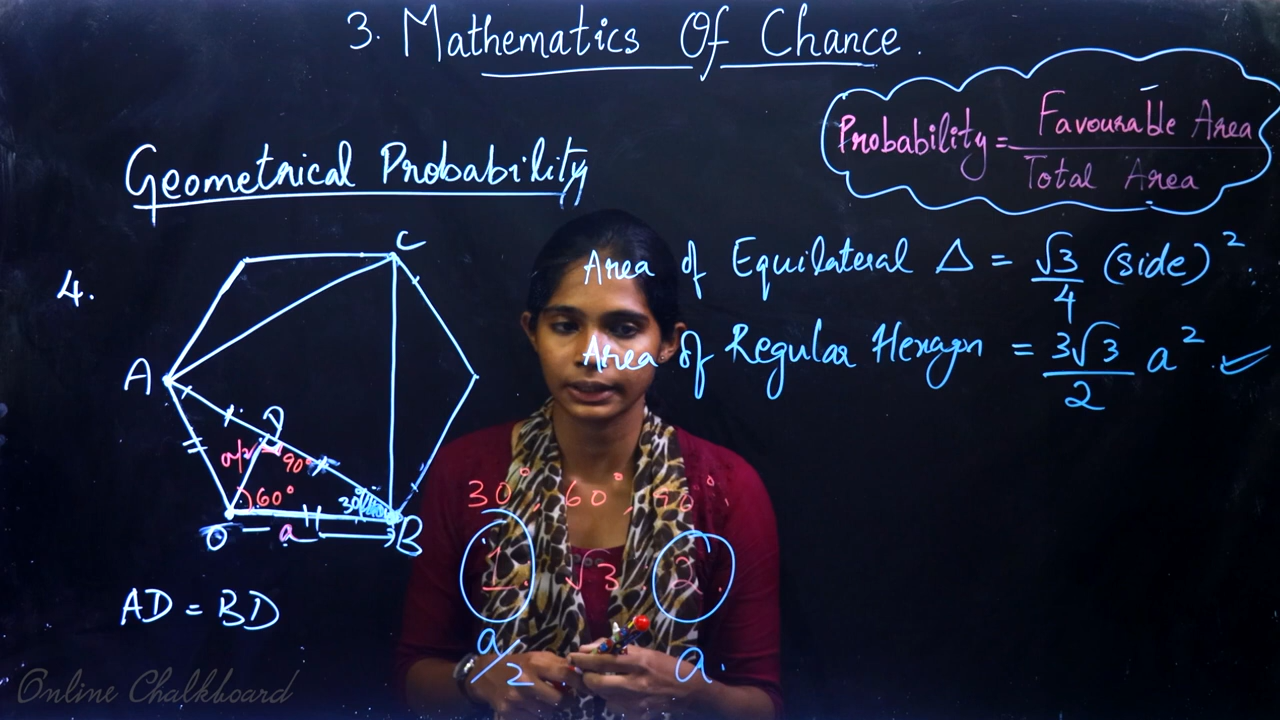 3. Mathematics Of Chance.
Probability = Favourable Area / Total Area
Geometrical Probability
4.
Area of Equilateral Δ = √3/4 (side)².
Area of Regular Hexagon = 3√3/2 a². ✓
C
A
D
a/2 90°
60° 30°
O a B
30°, 60°, 90°,
1 √3 2
a/2 a.
AD = BD
Online Chalkboard